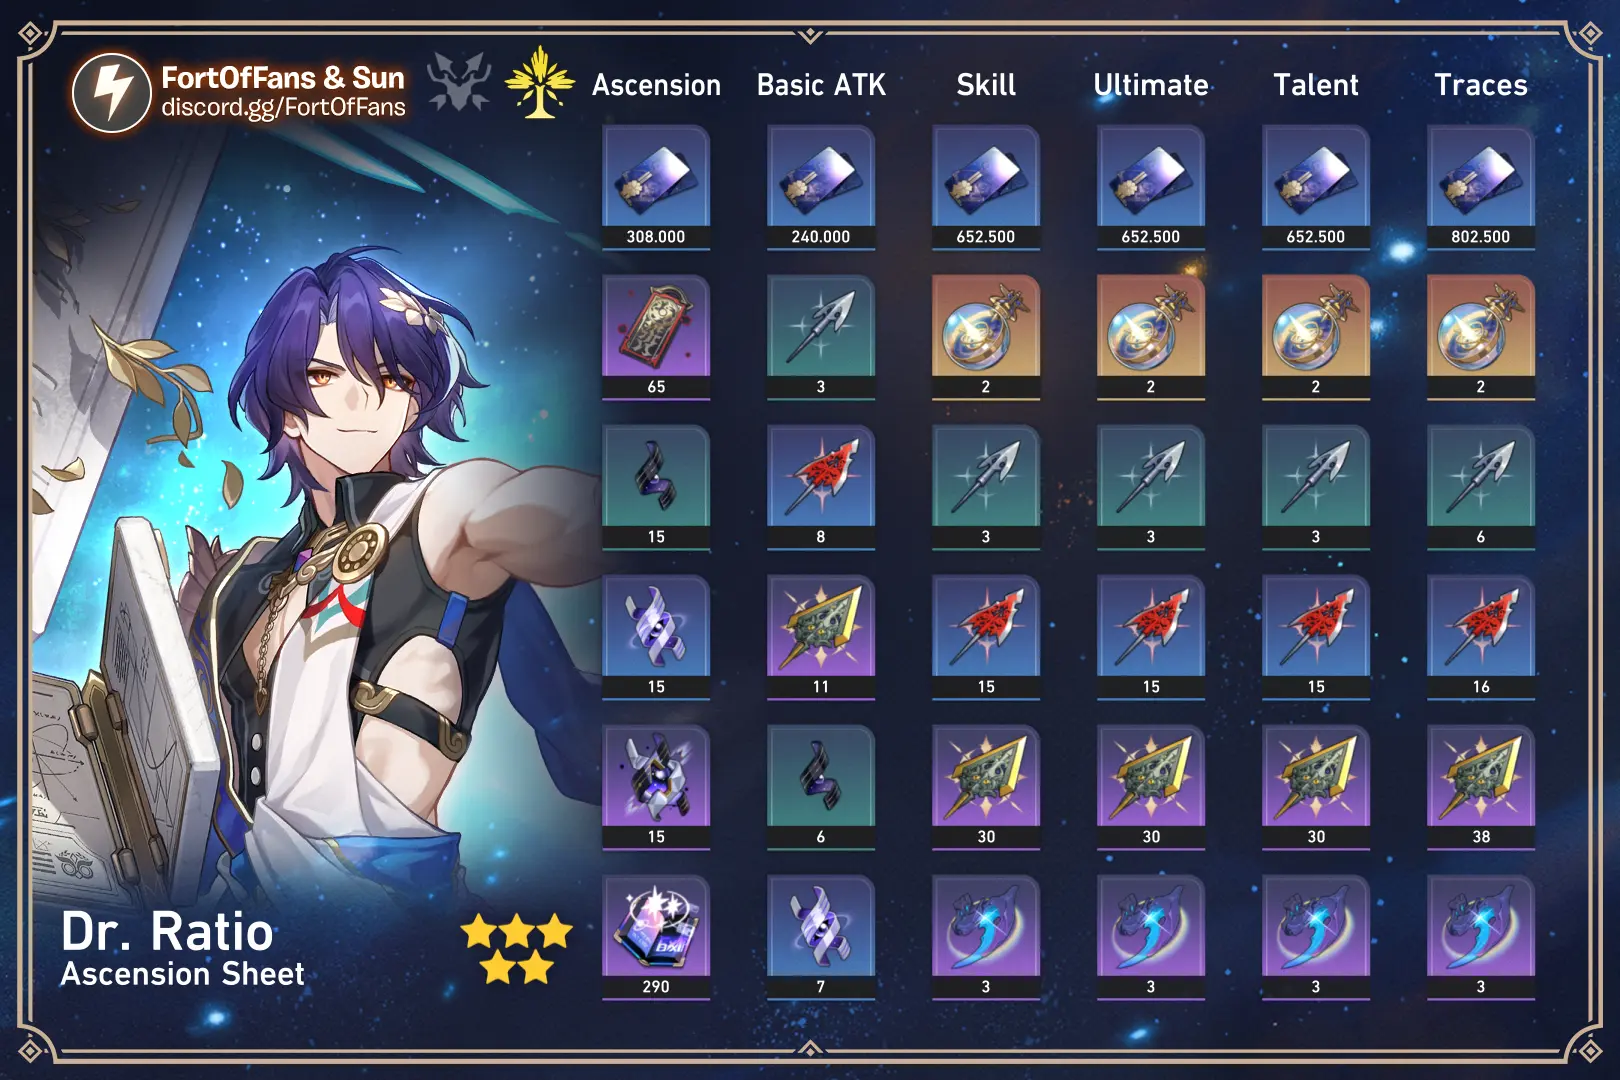 FortOfFans & Sun
discord.gg/FortOfFans
Ascension Basic ATK Skill Ultimate Talent Traces
308.000 240.000 652.500 652.500 652.500 802.500
65 3 2 2 2 2
15 8 3 3 3 6
15 11 15 15 15 16
15 6 30 30 30 38
290 7 3 3 3 3
Dr. Ratio
Ascension Sheet